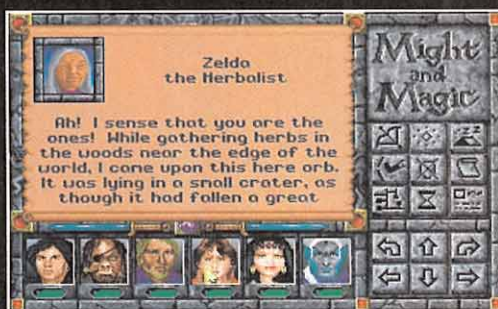 Zelda
the Herbalist
Might
and
Magic
Ah! I sense that you are the
ones! While gathering herbs in
the woods near the edge of the
world, I came upon this here orb.
It was lying in a small crater, as
though it had fallen a great